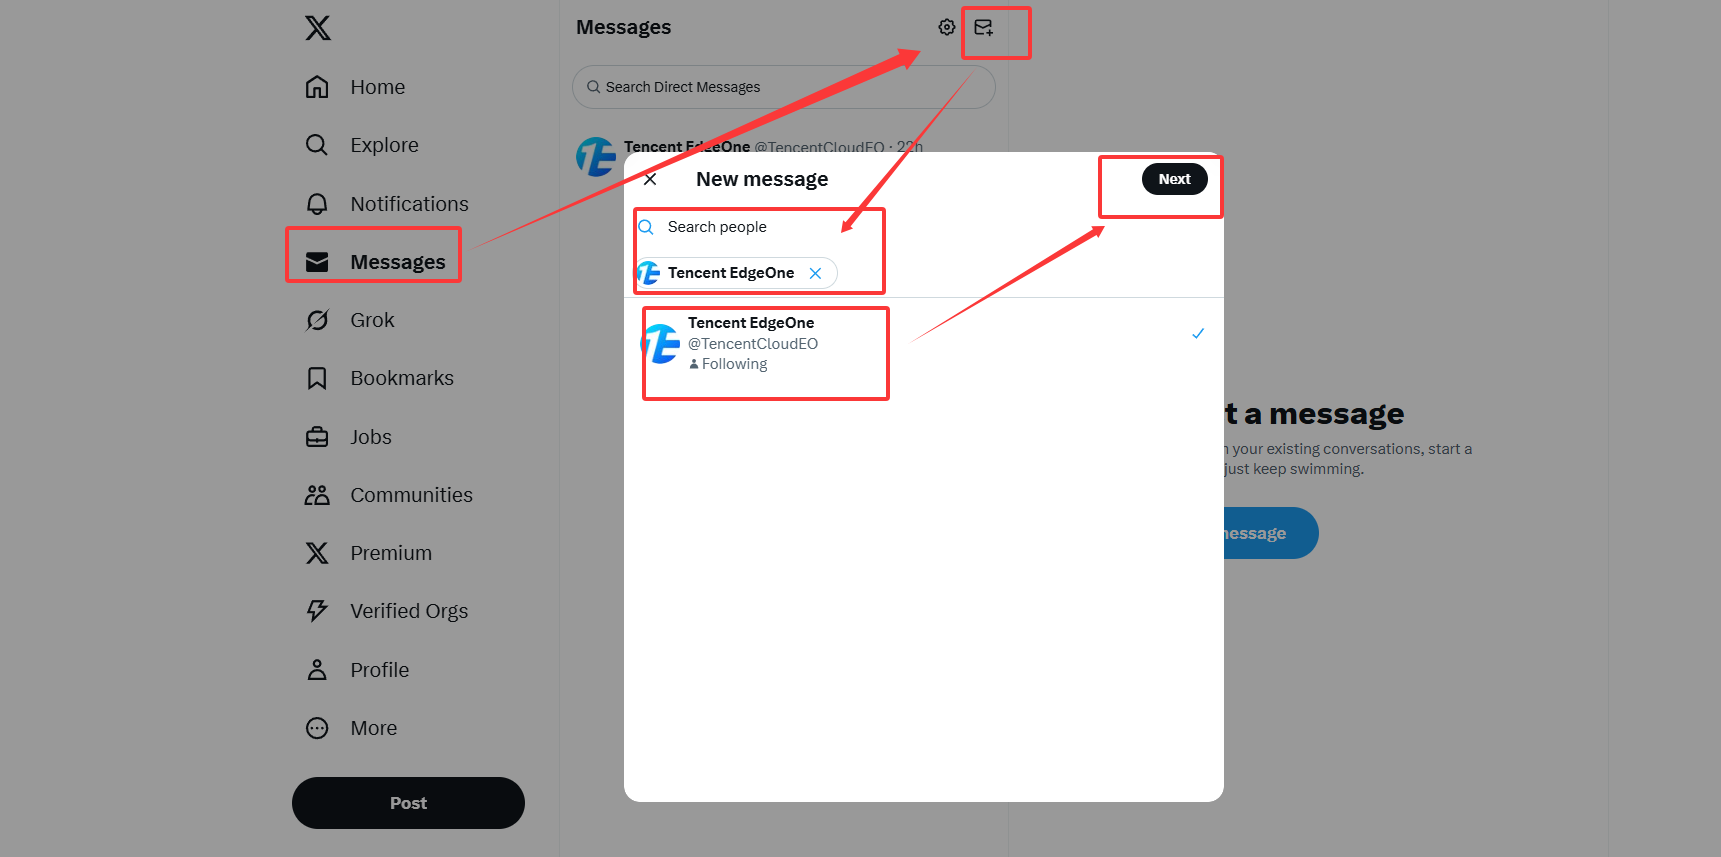 Home
Explore
Notifications
Messages
Grok
Bookmarks
Jobs
Communities
Premium
Verified Orgs
Profile
More
Post
Messages
Search Direct Messages
Tencent EdgeOne @TencentCloudEO · 22h
New message
Next
Search people
Tencent EdgeOne
Tencent EdgeOne
@TencentCloudEO
Following
t a message
your existing conversations, start a
just keep swimming.
essage